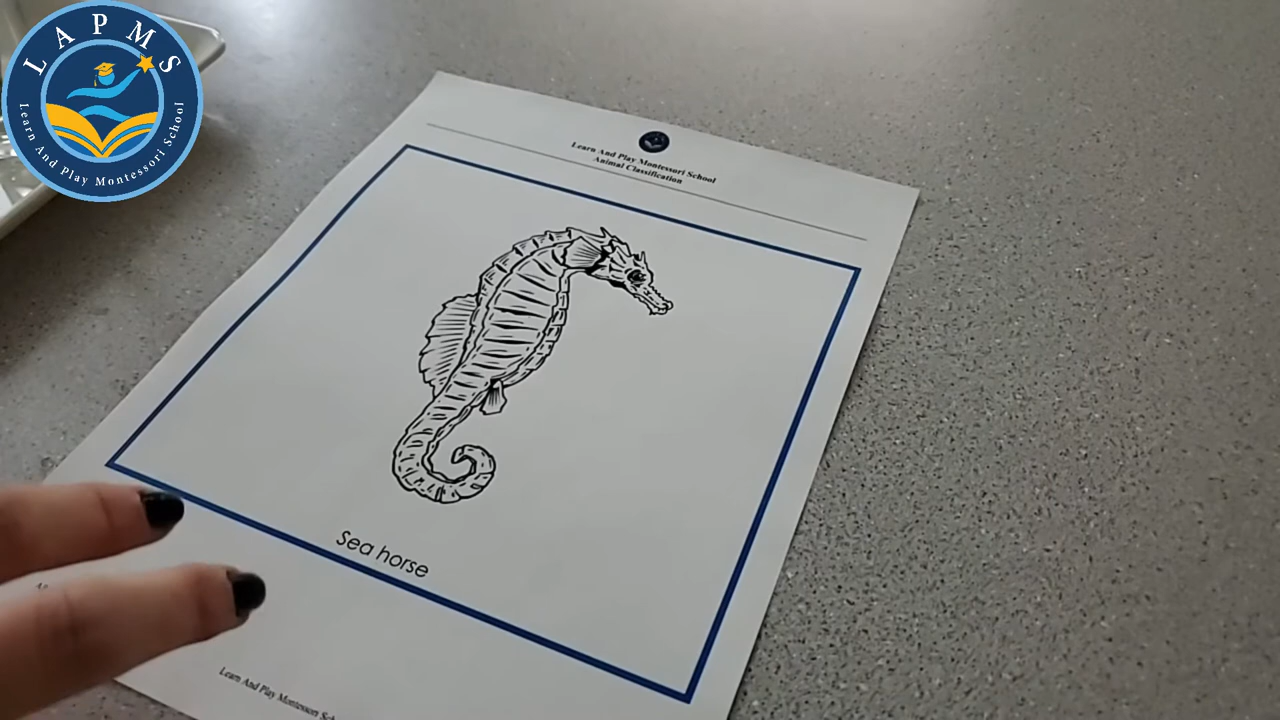 LAPMS
Learn And Play Montessori School
Learn And Play Montessori School
Animal Classification
Sea horse
Learn And Play Montessori